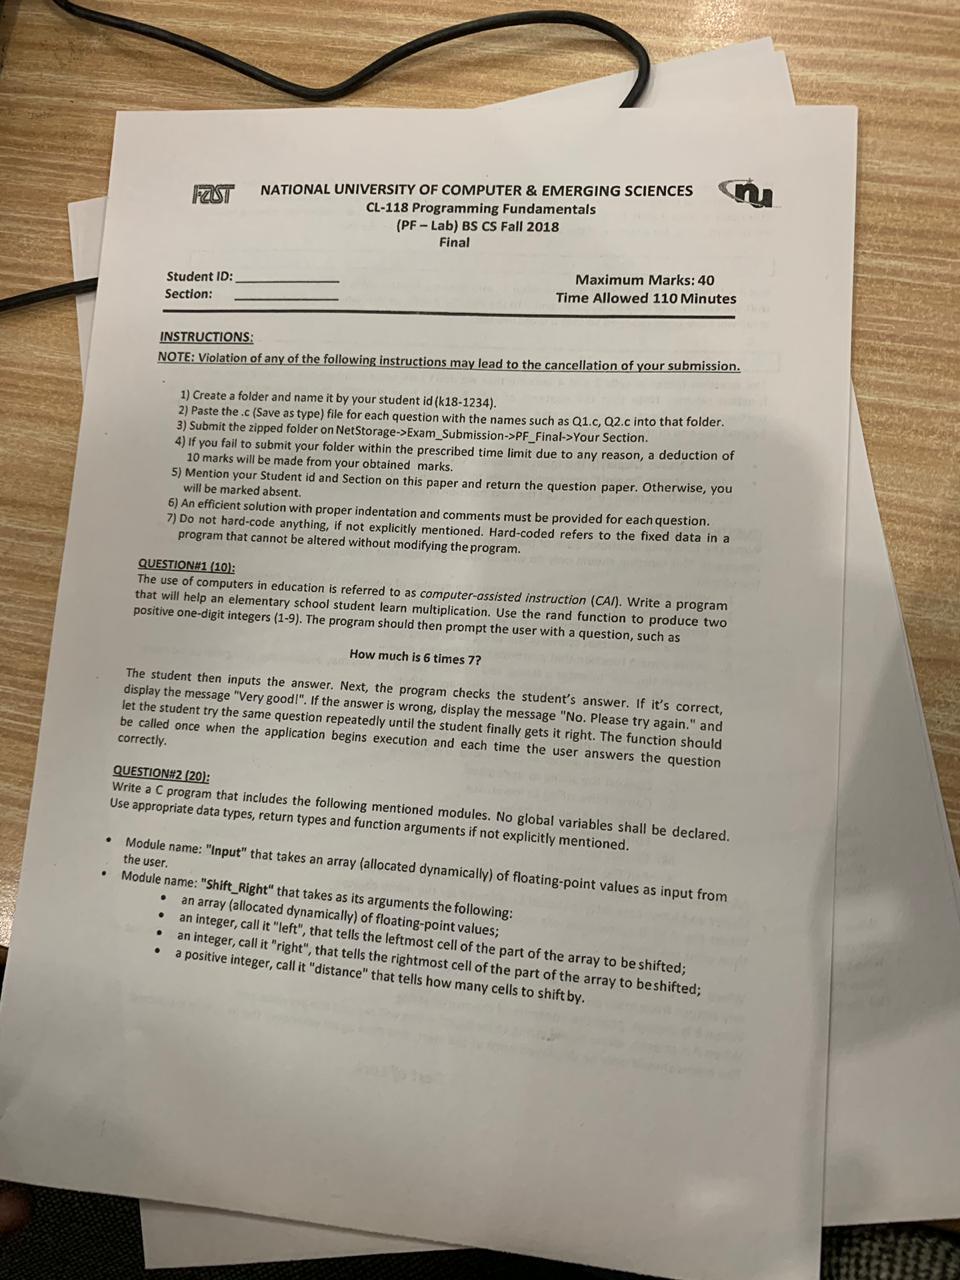 FAST
NATIONAL UNIVERSITY OF COMPUTER & EMERGING SCIENCES
nu
CL-118 Programming Fundamentals
(PF – Lab) BS CS Fall 2018
Final
Student ID:
Maximum Marks: 40
Section:
Time Allowed 110 Minutes
INSTRUCTIONS:
NOTE: Violation of any of the following instructions may lead to the cancellation of your submission.
1) Create a folder and name it by your student id (k18-1234).
2) Paste the .c (Save as type) file for each question with the names such as Q1.c, Q2.c into that folder.
3) Submit the zipped folder on NetStorage->Exam_Submission->PF_Final->Your Section.
4) If you fail to submit your folder within the prescribed time limit due to any reason, a deduction of
10 marks will be made from your obtained marks.
5) Mention your Student id and Section on this paper and return the question paper. Otherwise, you
will be marked absent.
6) An efficient solution with proper indentation and comments must be provided for each question.
7) Do not hard-code anything, if not explicitly mentioned. Hard-coded refers to the fixed data in a
program that cannot be altered without modifying the program.
QUESTION#1 (10):
The use of computers in education is referred to as computer-assisted instruction (CAI). Write a program
that will help an elementary school student learn multiplication. Use the rand function to produce two
positive one-digit integers (1-9). The program should then prompt the user with a question, such as
How much is 6 times 7?
The student then inputs the answer. Next, the program checks the student's answer. If it's correct,
display the message "Very good!". If the answer is wrong, display the message "No. Please try again." and
let the student try the same question repeatedly until the student finally gets it right. The function should
be called once when the application begins execution and each time the user answers the question
correctly.
QUESTION#2 (20):
Write a C program that includes the following mentioned modules. No global variables shall be declared.
Use appropriate data types, return types and function arguments if not explicitly mentioned.
• Module name: "Input" that takes an array (allocated dynamically) of floating-point values as input from
the user.
• Module name: "Shift_Right" that takes as its arguments the following:
• an array (allocated dynamically) of floating-point values;
• an integer, call it "left", that tells the leftmost cell of the part of the array to be shifted;
• an integer, call it "right", that tells the rightmost cell of the part of the array to be shifted;
• a positive integer, call it "distance" that tells how many cells to shift by.